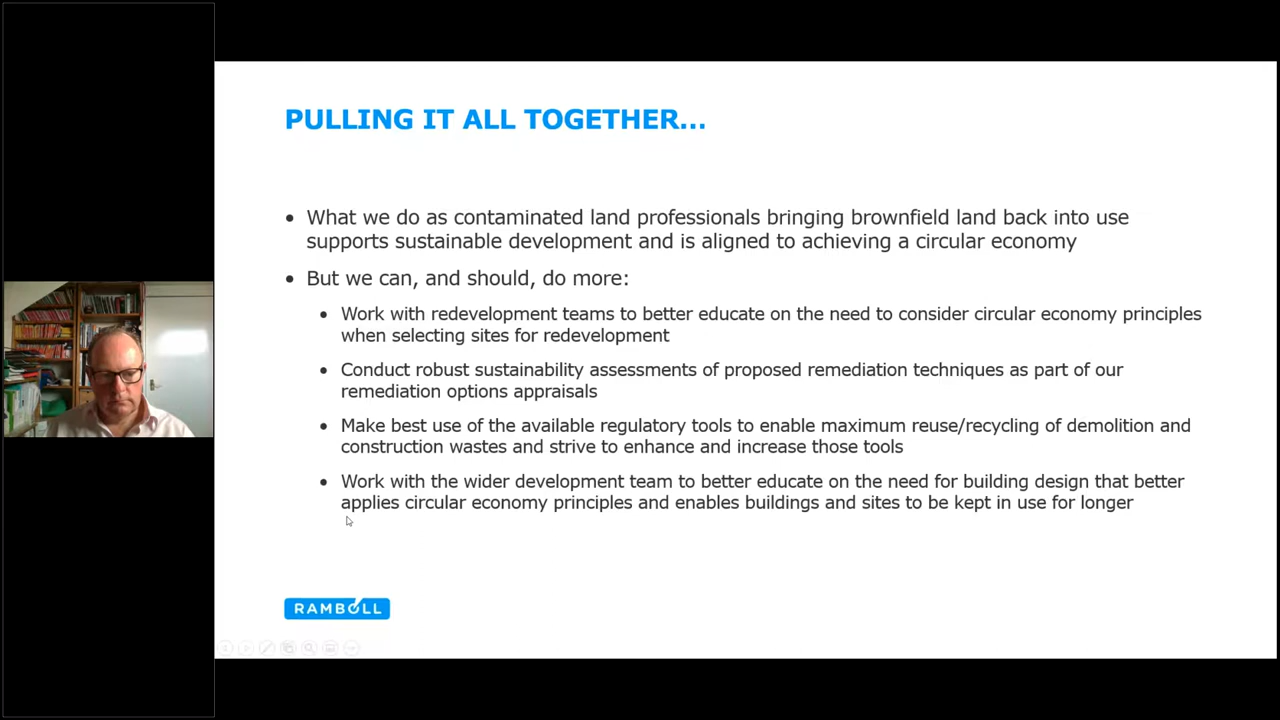 PULLING IT ALL TOGETHER...
• What we do as contaminated land professionals bringing brownfield land back into use
supports sustainable development and is aligned to achieving a circular economy
• But we can, and should, do more:
• Work with redevelopment teams to better educate on the need to consider circular economy principles
when selecting sites for redevelopment
• Conduct robust sustainability assessments of proposed remediation techniques as part of our
remediation options appraisals
• Make best use of the available regulatory tools to enable maximum reuse/recycling of demolition and
construction wastes and strive to enhance and increase those tools
• Work with the wider development team to better educate on the need for building design that better
applies circular economy principles and enables buildings and sites to be kept in use for longer
RAMBOLL